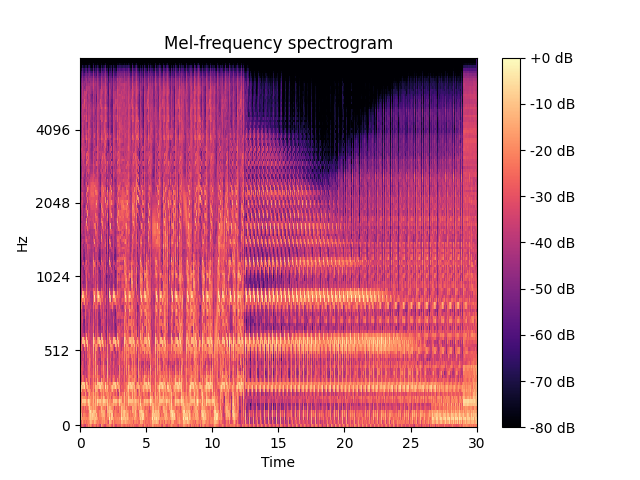 Mel-frequency spectrogram
+0 dB
-10 dB
-20 dB
-30 dB
-40 dB
-50 dB
-60 dB
-70 dB
-80 dB
Hz
4096
2048
1024
512
0
0 5 10 15 20 25 30
Time